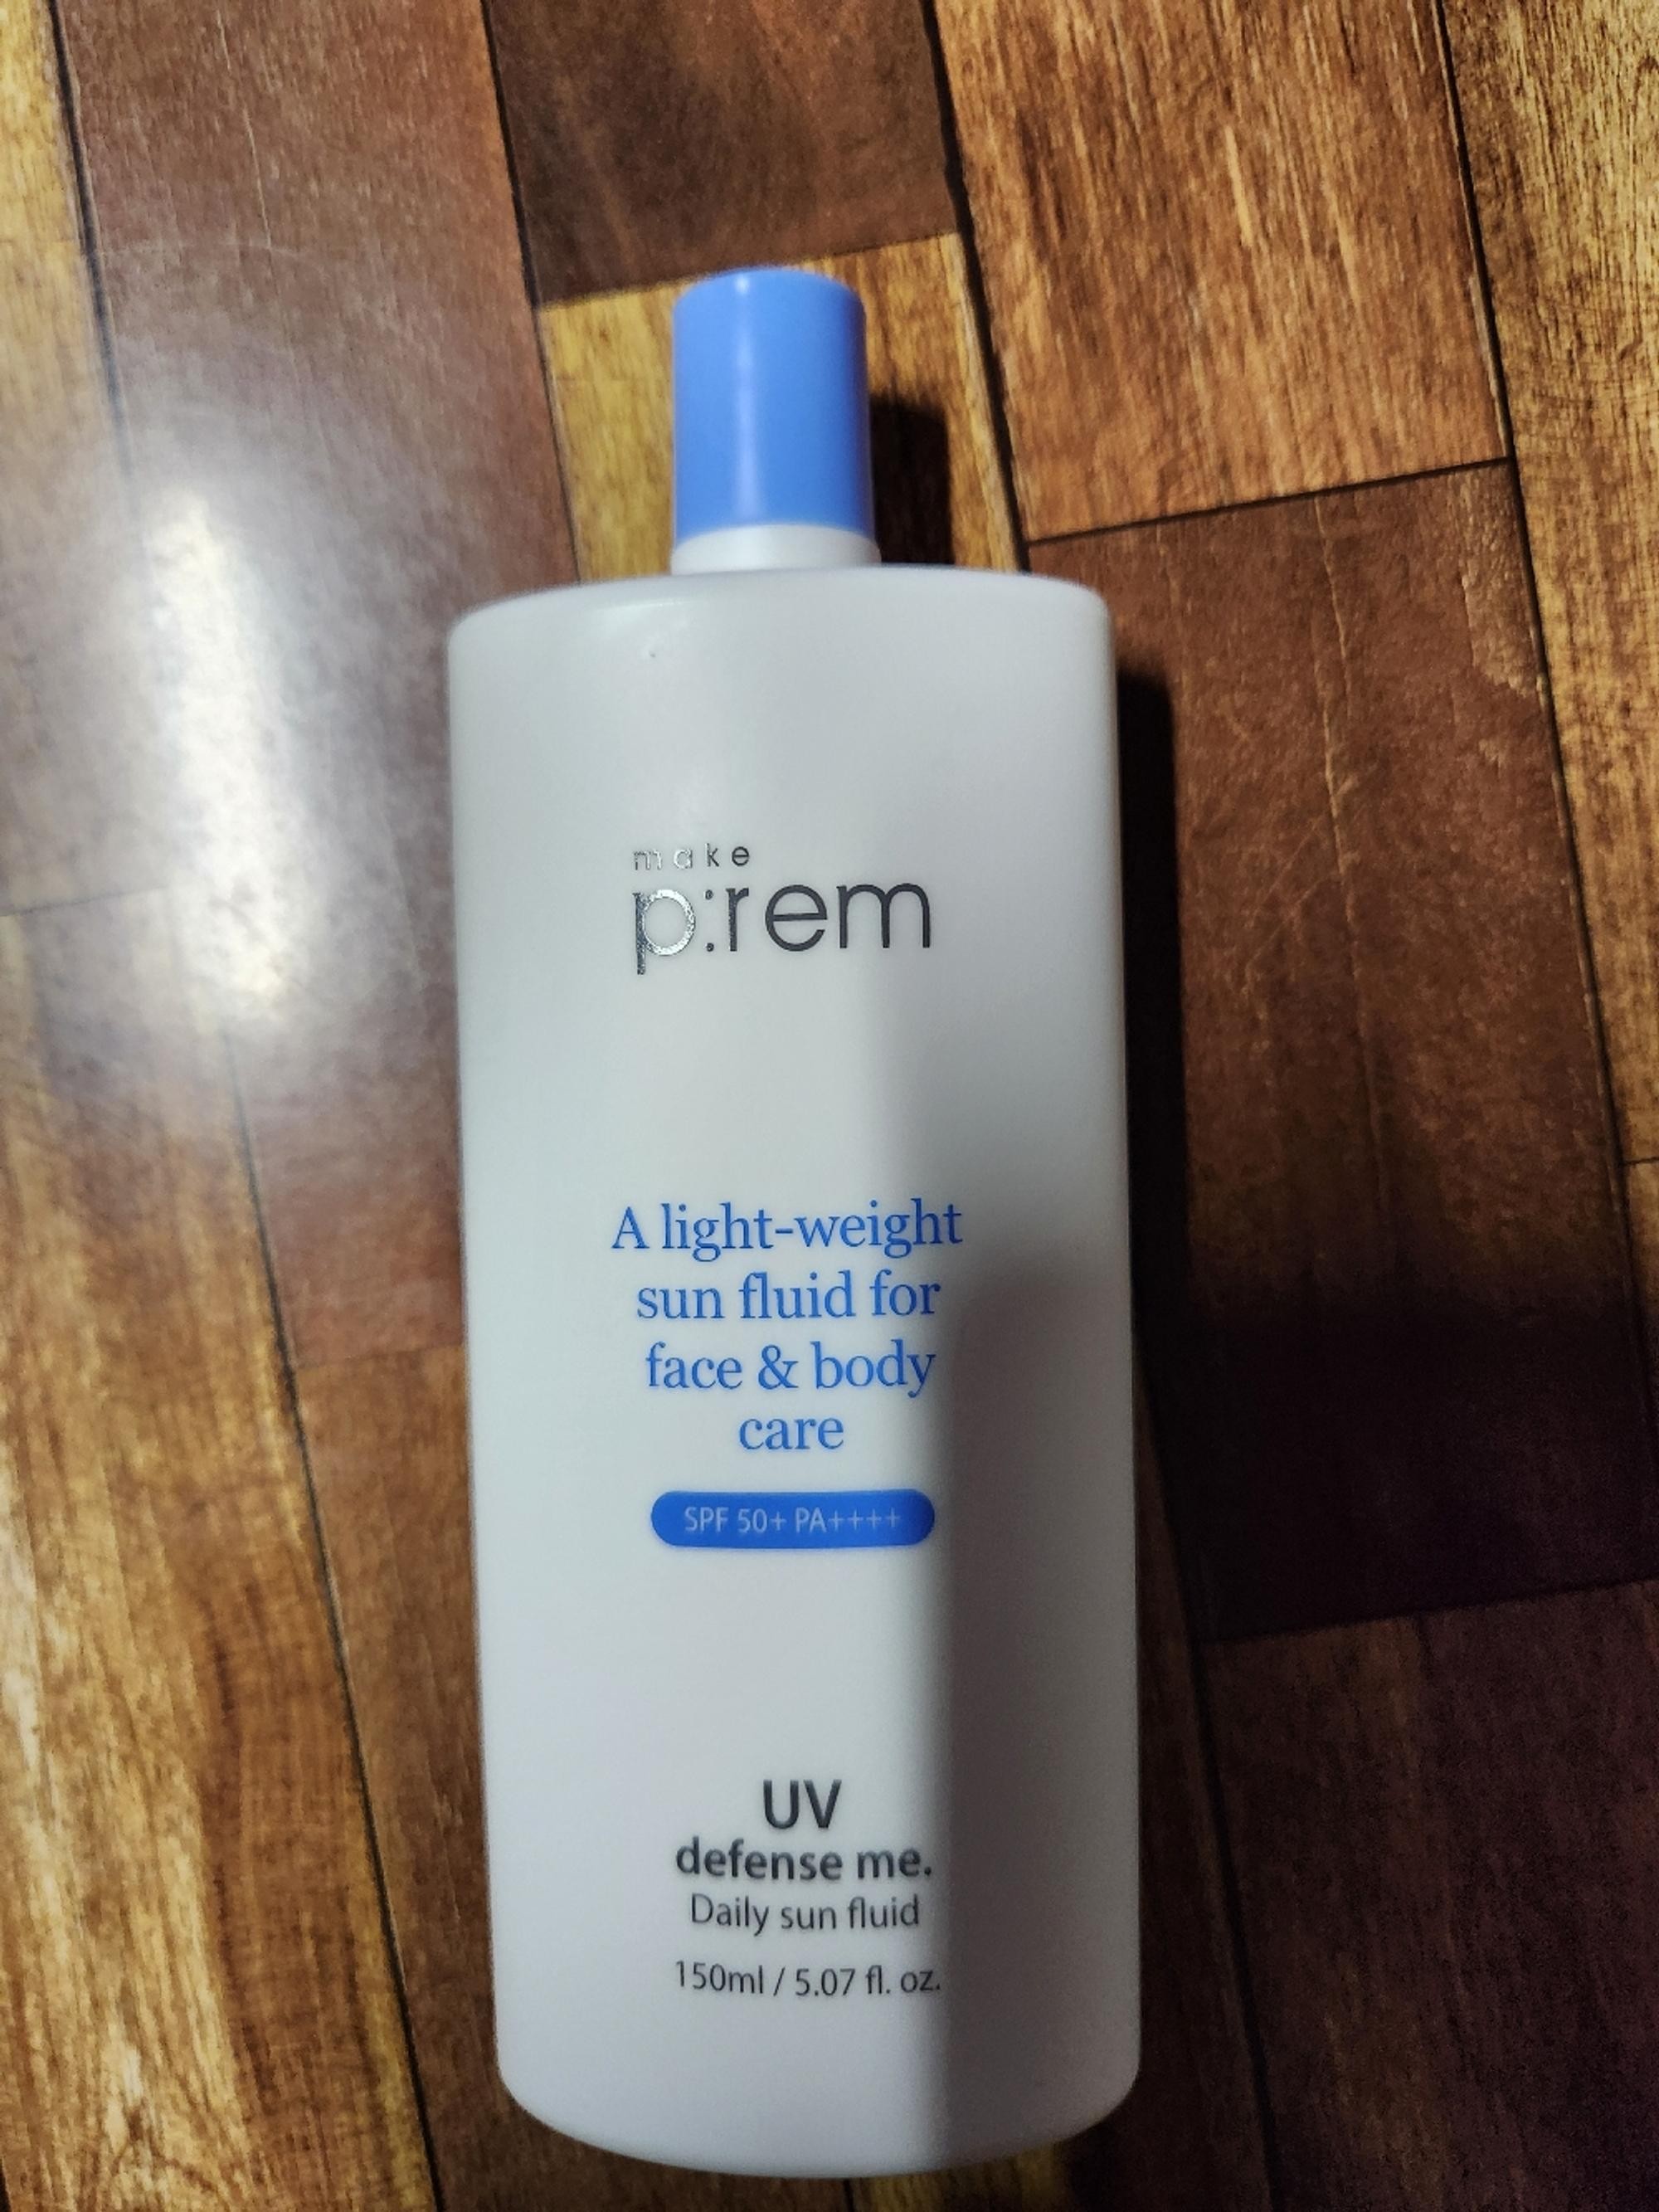 make
p:rem
A light-weight
sun fluid for
face & body
care
SPF 50+ PA++++
UV
defense me.
Daily sun fluid
150ml / 5.07 fl. oz.